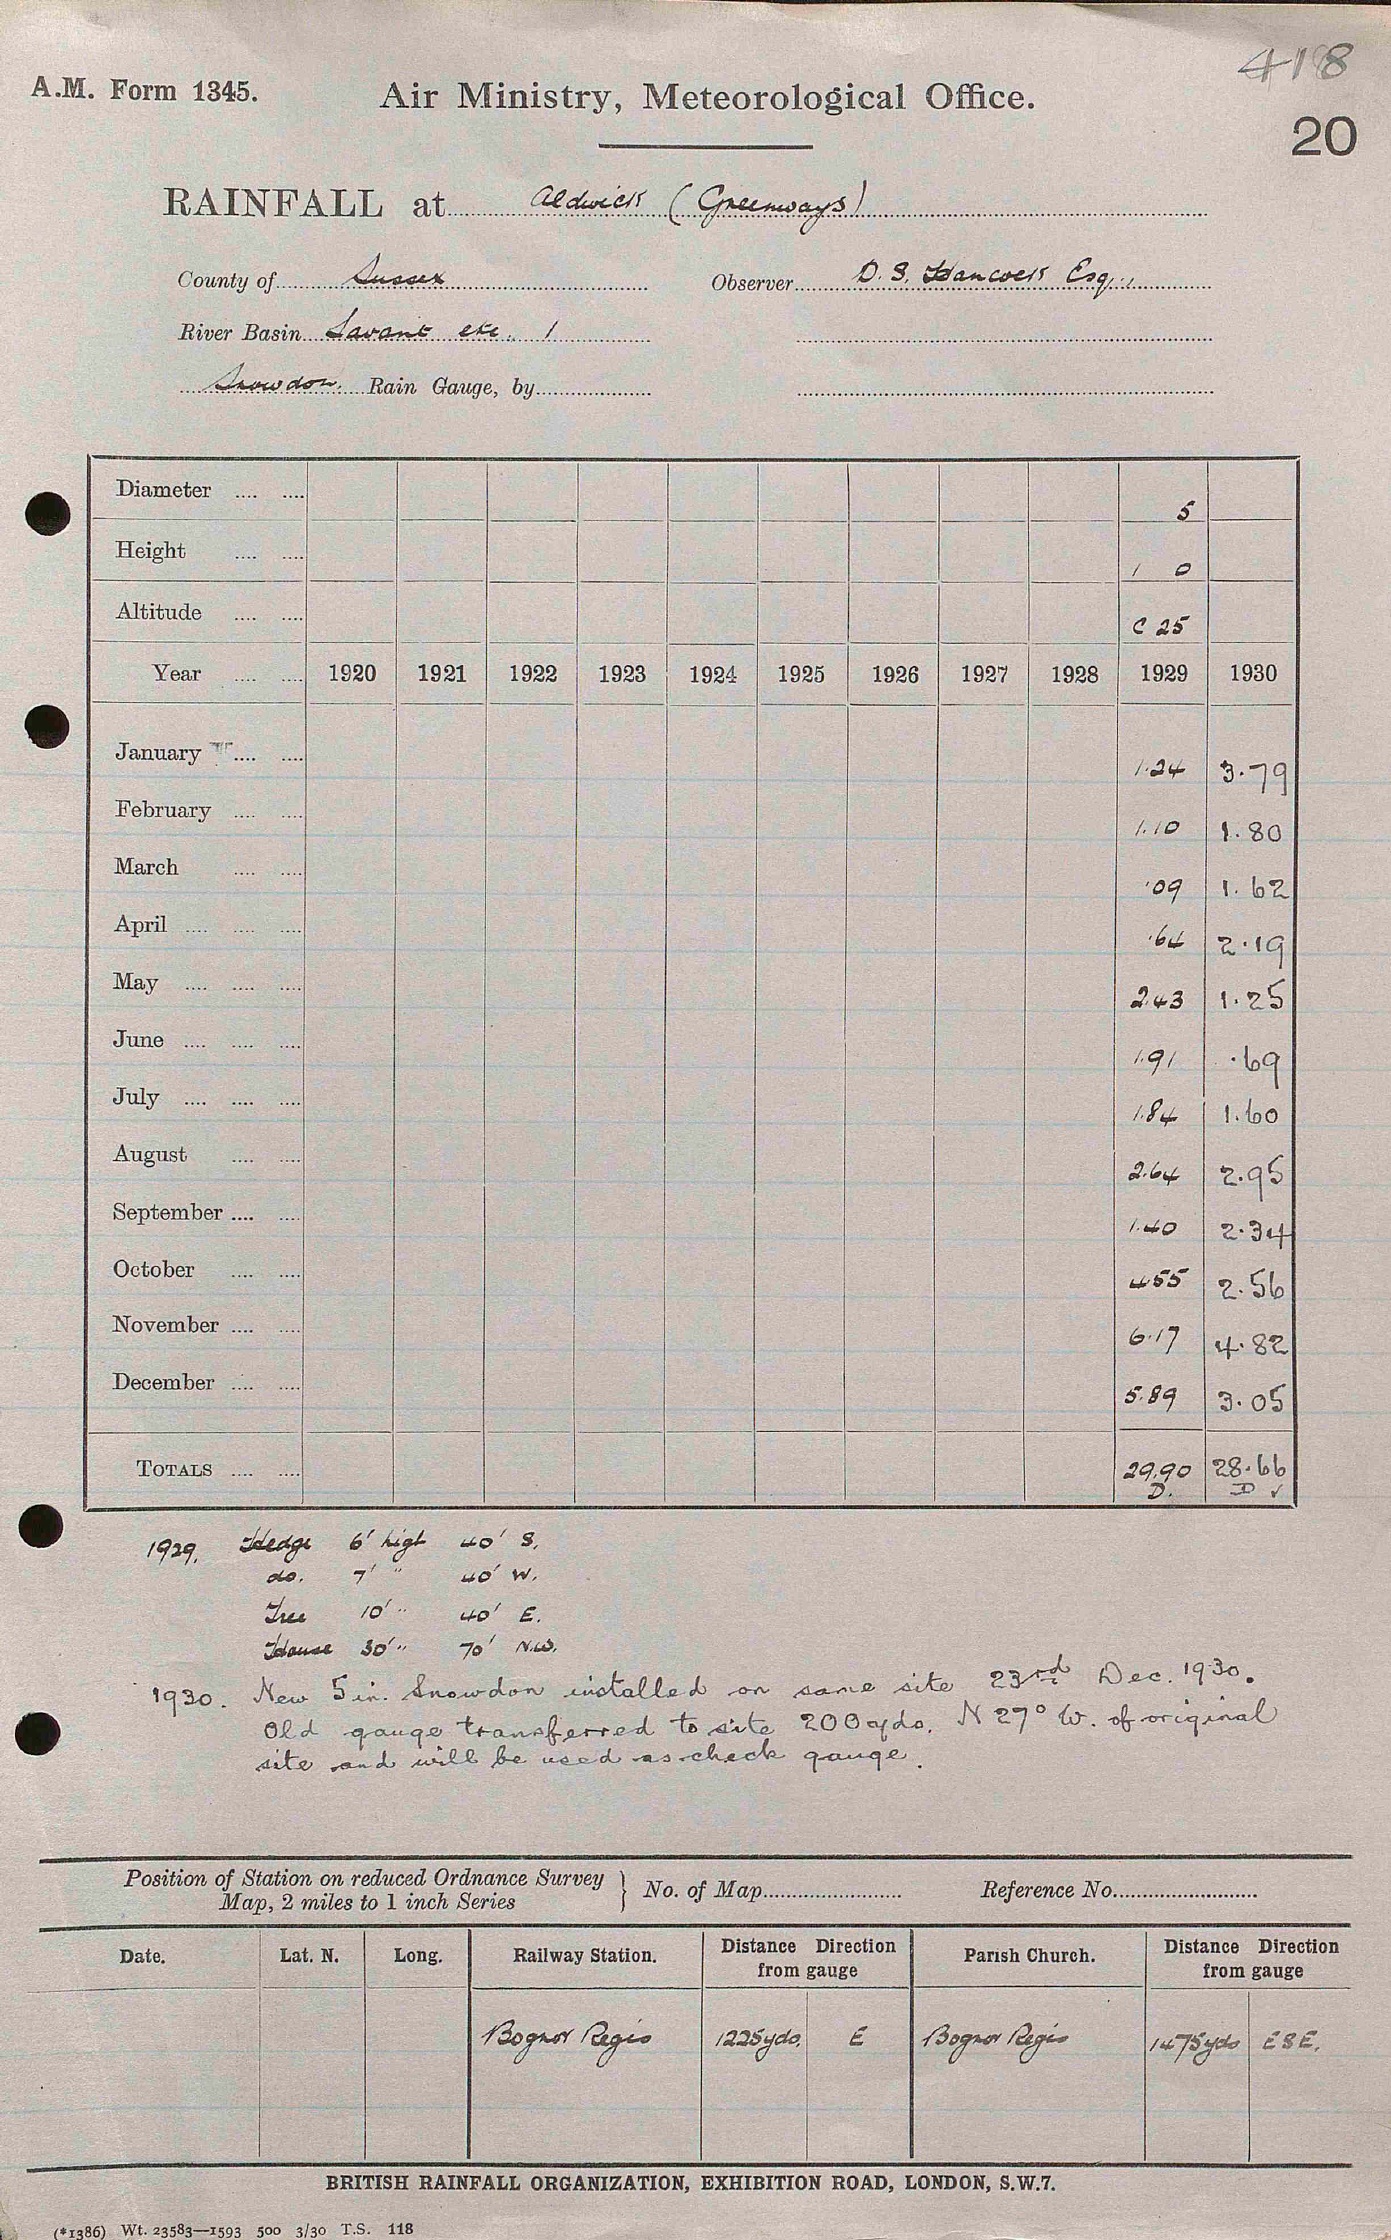 418
A.M. Form 1345.
Air Ministry, Meteorological Office.
20
RAINFALL at Aldwick (Greenways)
County of Sussex Observer D. S. Hancock Esq.,
River Basin Lavant etc. 1
Snowdon. Rain Gauge, by
Diameter .... .... 5
Height .... .... 1 0
Altitude .... .... C 25
Year .... .... 1920 1921 1922 1923 1924 1925 1926 1927 1928 1929 1930
January .... .... 1.24 3.79
February .... .... 1.10 1.80
March .... .... .09 1.62
April .... .... .... .64 2.19
May .... .... .... 2.43 1.25
June .... .... .... 1.91 .69
July .... .... .... 1.84 1.60
August .... .... 2.64 2.95
September .... .... 1.40 2.34
October .... .... 4.55 2.56
November .... .... 6.17 4.82
December .... .... 5.89 3.05
TOTALS .... .... 29.90 28.66
D. D ✓
1929. Hedge 6' high 40' S.
do. 7' " 40' W.
Tree 10' " 40' E.
House 30' " 70' N.W.
1930. New 5 in. Snowdon installed on same site 23rd Dec. 1930.
Old gauge transferred to site 200 yds. N 27° W. of original
site and will be used as check gauge.
Position of Station on reduced Ordnance Survey
Map, 2 miles to 1 inch Series } No. of Map Reference No.
Date. Lat. N. Long. Railway Station. Distance Direction from gauge Parish Church. Distance Direction from gauge
Bognor Regis 1225 yds. E Bognor Regis 1475 yds E S E.
BRITISH RAINFALL ORGANIZATION, EXHIBITION ROAD, LONDON, S.W.7.
(*1386) Wt. 23583—1593 500 3/30 T.S. 118